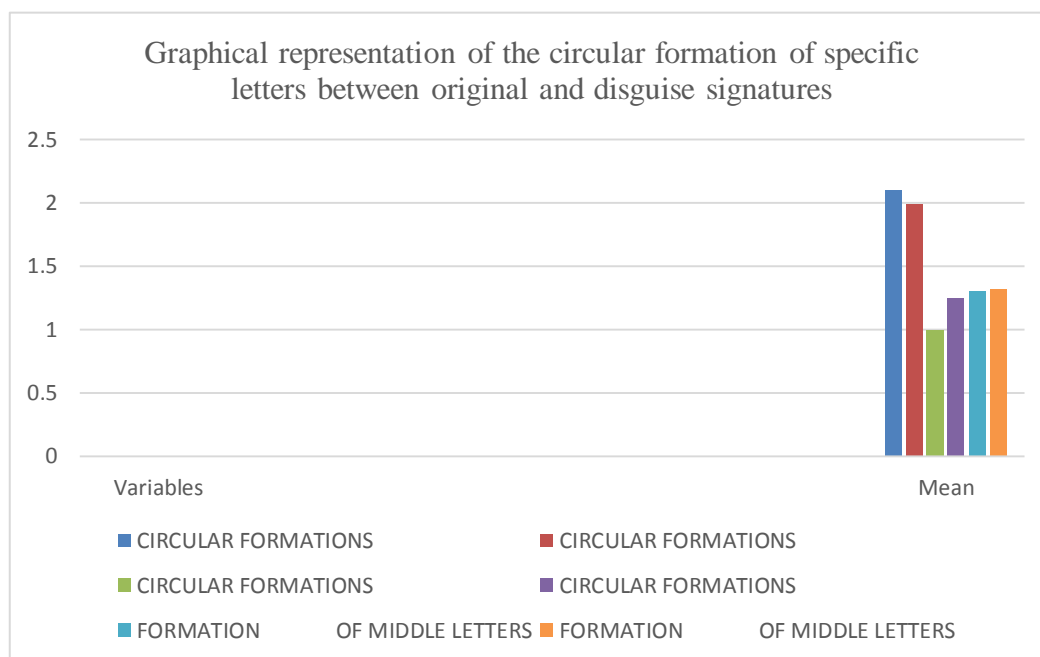 Graphical representation of the circular formation of specific
letters between original and disguise signatures
2.5
2
1.5
1
0.5
0
Variables Mean
CIRCULAR FORMATIONS CIRCULAR FORMATIONS
CIRCULAR FORMATIONS CIRCULAR FORMATIONS
FORMATION OF MIDDLE LETTERS FORMATION OF MIDDLE LETTERS